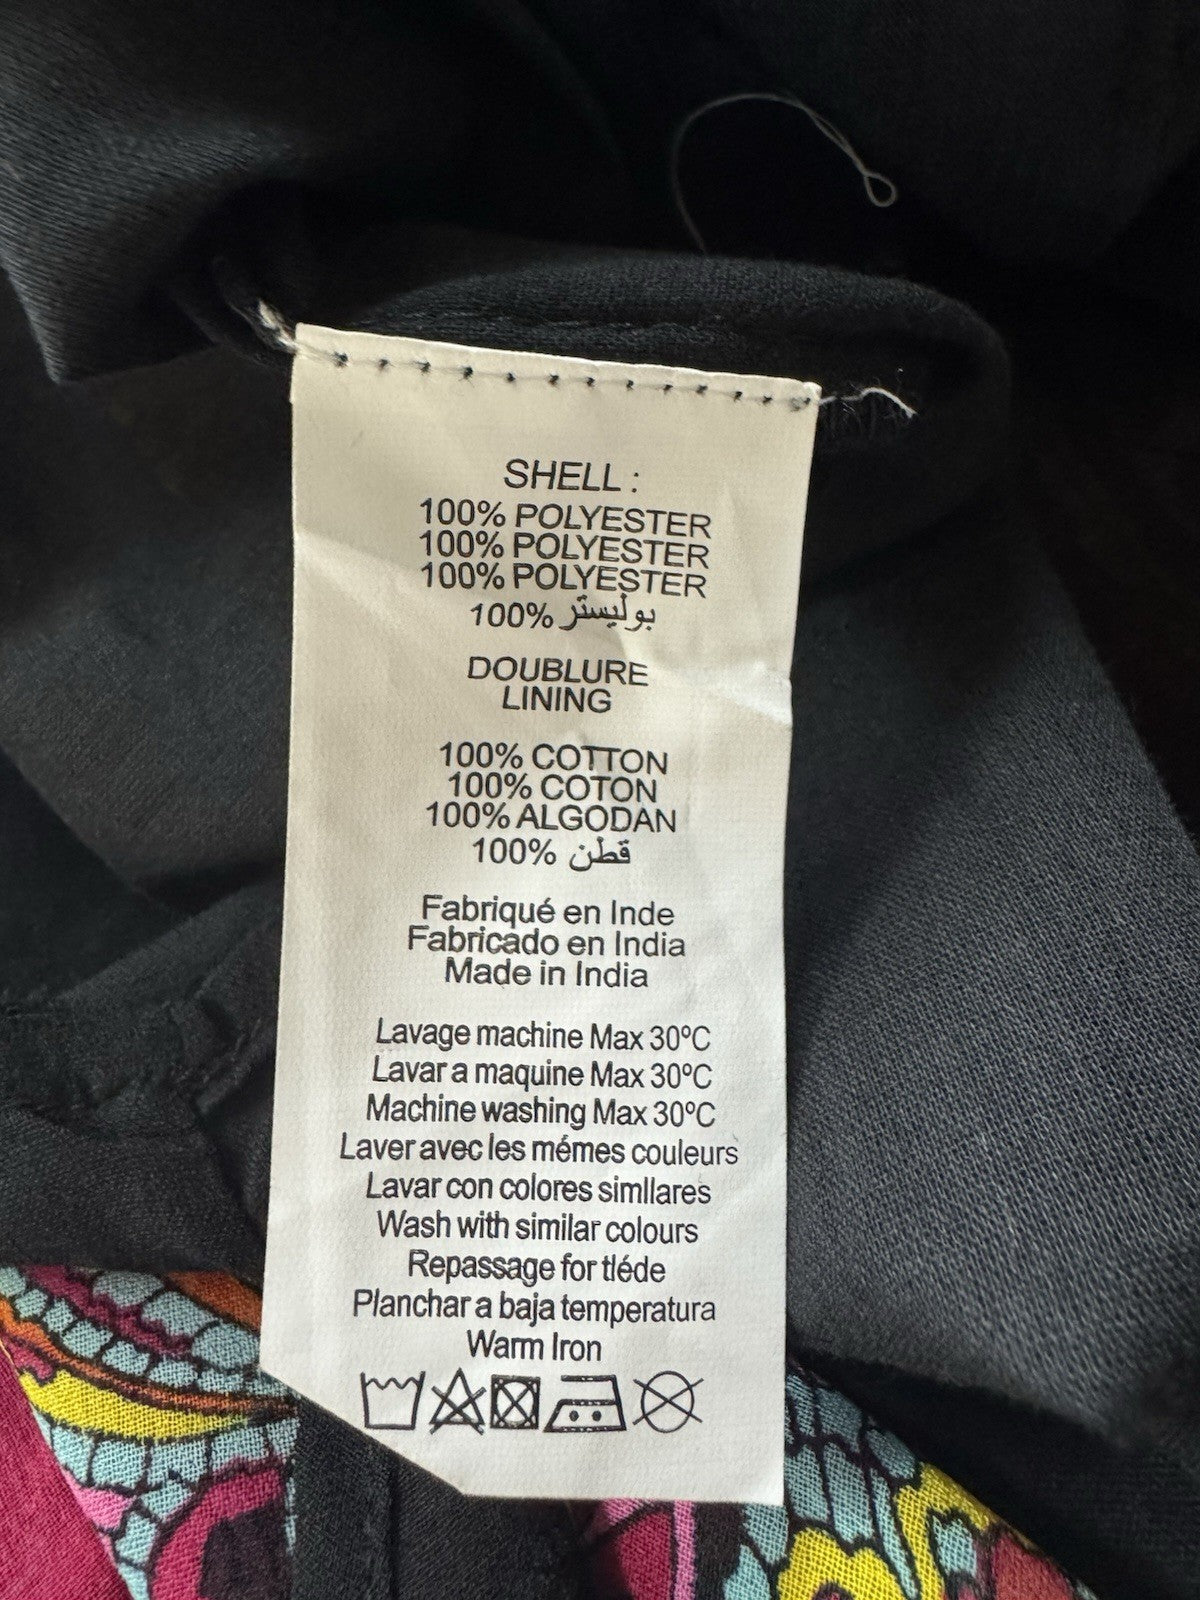 SHELL :
100% POLYESTER
100% POLYESTER
100% POLYESTER
100% بوليستر
DOUBLURE
LINING
100% COTTON
100% COTON
100% ALGODAN
100% قطن
Fabriqué en Inde
Fabricado en India
Made in India
Lavage machine Max 30ºC
Lavar a maquine Max 30ºC
Machine washing Max 30ºC
Laver avec les mémes couleurs
Lavar con colores simllares
Wash with similar colours
Repassage for tléde
Planchar a baja temperatura
Warm Iron